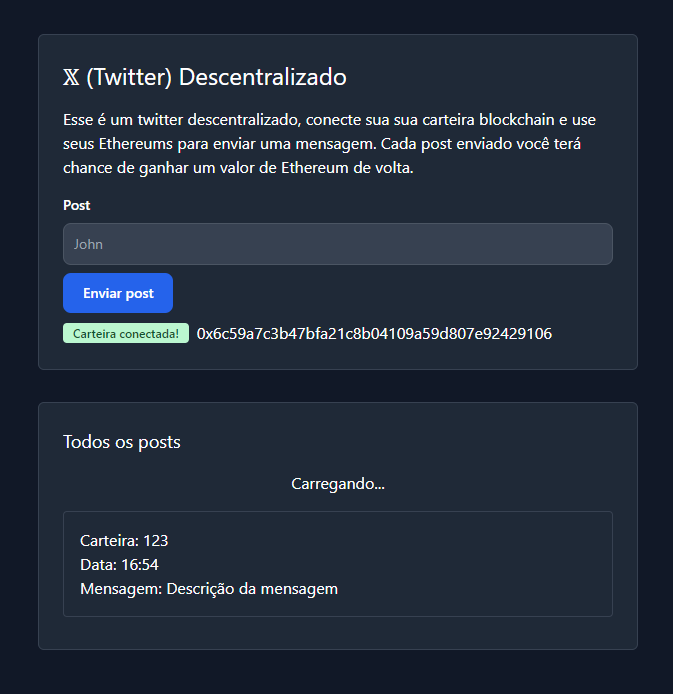 𝕏 (Twitter) Descentralizado
Esse é um twitter descentralizado, conecte sua sua carteira blockchain e use
seus Ethereums para enviar uma mensagem. Cada post enviado você terá
chance de ganhar um valor de Ethereum de volta.
Post
John
Enviar post
Carteira conectada! 0x6c59a7c3b47bfa21c8b04109a59d807e92429106
Todos os posts
Carregando...
Carteira: 123
Data: 16:54
Mensagem: Descrição da mensagem